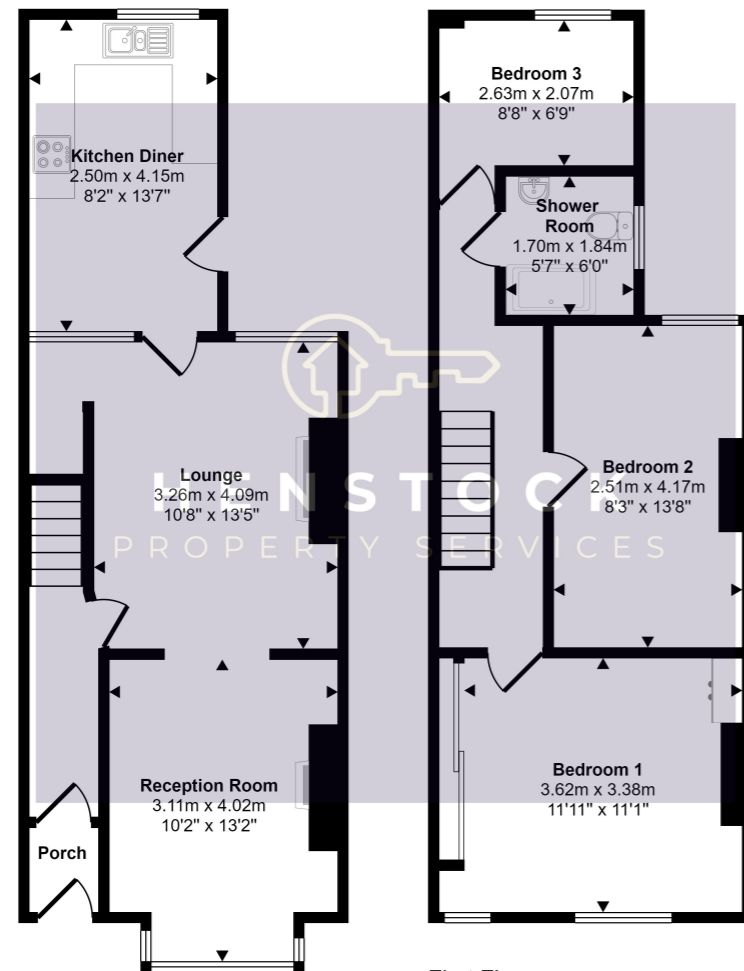 Kitchen Diner
2.50m x 4.15m
8'2" x 13'7"
Lounge
3.26m x 4.09m
10'8" x 13'5"
Reception Room
3.11m x 4.02m
10'2" x 13'2"
Porch
Bedroom 3
2.63m x 2.07m
8'8" x 6'9"
Shower
Room
1.70m x 1.84m
5'7" x 6'0"
Bedroom 2
2.51m x 4.17m
8'3" x 13'8"
Bedroom 1
3.62m x 3.38m
11'11" x 11'1"
HENSTOCK
PROPERTY SERVICES